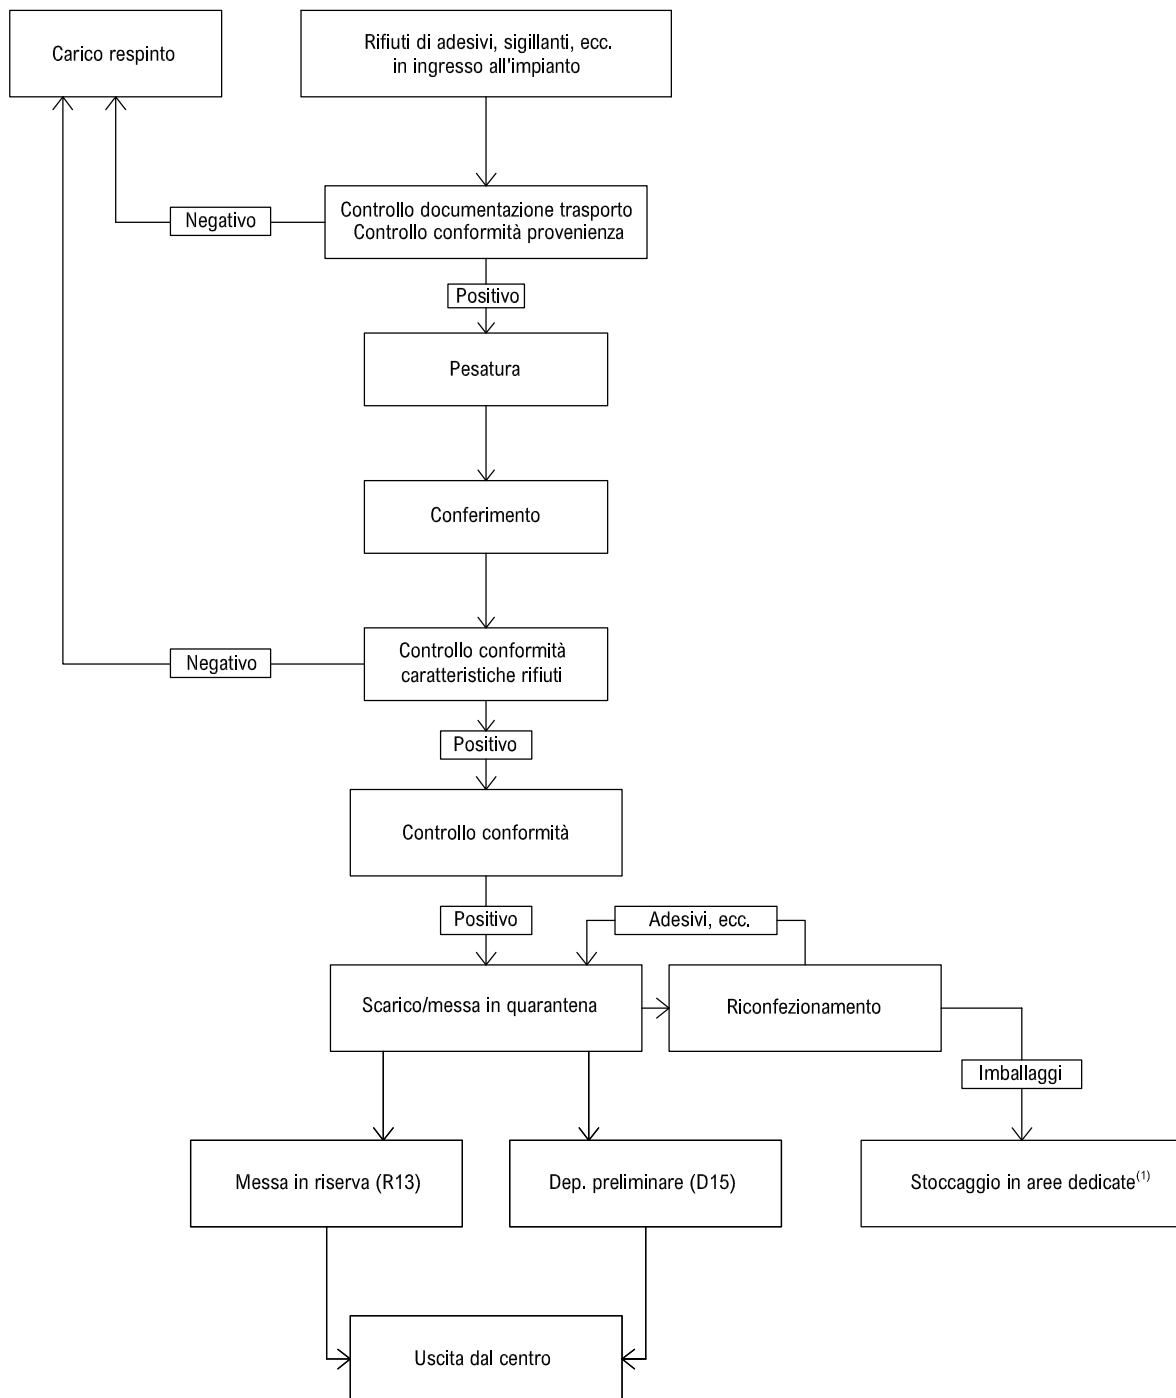 Carico respinto
Rifiuti di adesivi, sigillanti, ecc.
in ingresso all'impianto
Negativo
Controllo documentazione trasporto
Controllo conformità provenienza
Positivo
Pesatura
Conferimento
Negativo
Controllo conformità
caratteristiche rifiuti
Positivo
Controllo conformità
Positivo
Adesivi, ecc.
Scarico/messa in quarantena
Riconfezionamento
Imballaggi
Messa in riserva (R13)
Dep. preliminare (D15)
Stoccaggio in aree dedicate(1)
Uscita dal centro